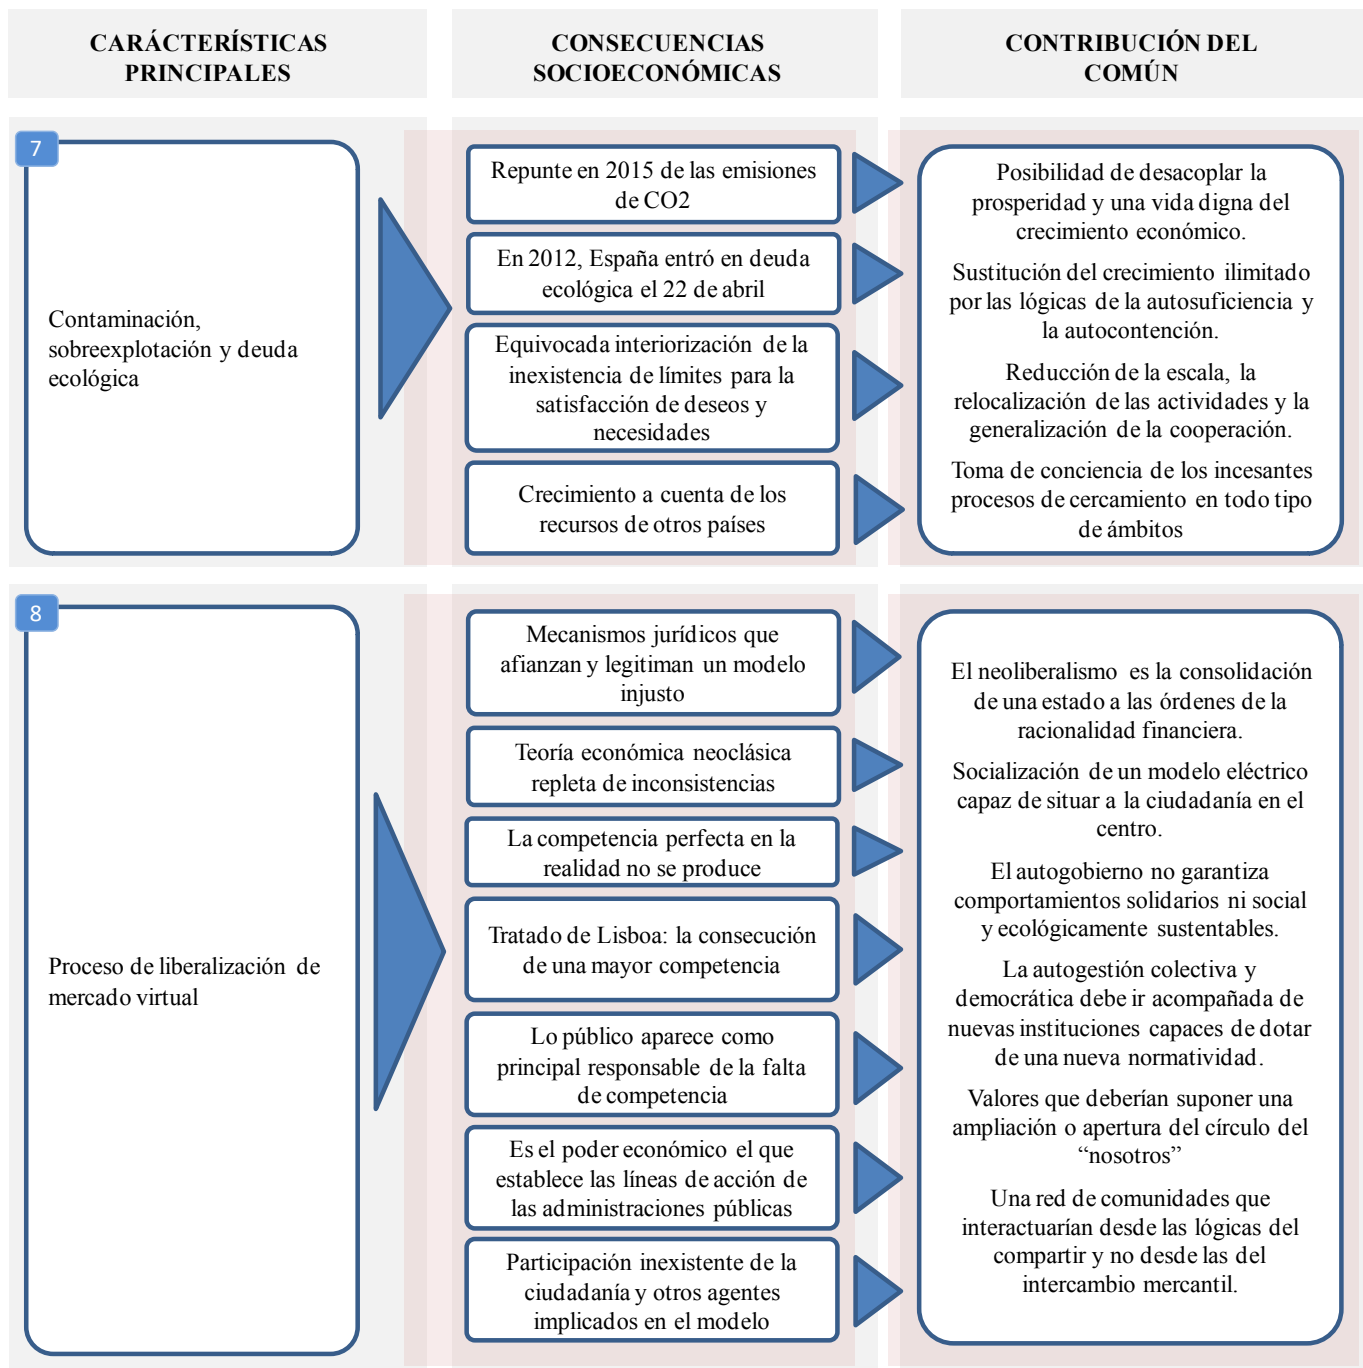 CARÁCTERÍSTICAS
PRINCIPALES
CONSECUENCIAS
SOCIOECONÓMICAS
CONTRIBUCIÓN DEL
COMÚN
7
Contaminación,
sobreexplotación y deuda
ecológica
Repunte en 2015 de las emisiones
de CO2
En 2012, España entró en deuda
ecológica el 22 de abril
Equivocada interiorización de la
inexistencia de límites para la
satisfacción de deseos y
necesidades
Crecimiento a cuenta de los
recursos de otros países
Posibilidad de desacoplar la
prosperidad y una vida digna del
crecimiento económico.
Sustitución del crecimiento ilimitado
por las lógicas de la autosuficiencia y
la autocontención.
Reducción de la escala, la
relocalización de las actividades y la
generalización de la cooperación.
Toma de conciencia de los incesantes
procesos de cercamiento en todo tipo
de ámbitos
8
Proceso de liberalización de
mercado virtual
Mecanismos jurídicos que
afianzan y legitiman un modelo
injusto
Teoría económica neoclásica
repleta de inconsistencias
La competencia perfecta en la
realidad no se produce
Tratado de Lisboa: la consecución
de una mayor competencia
Lo público aparece como
principal responsable de la falta
de competencia
Es el poder económico el que
establece las líneas de acción de
las administraciones públicas
Participación inexistente de la
ciudadanía y otros agentes
implicados en el modelo
El neoliberalismo es la consolidación
de una estado a las órdenes de la
racionalidad financiera.
Socialización de un modelo eléctrico
capaz de situar a la ciudadanía en el
centro.
El autogobierno no garantiza
comportamientos solidarios ni social
y ecológicamente sustentables.
La autogestión colectiva y
democrática debe ir acompañada de
nuevas instituciones capaces de dotar
de una nueva normatividad.
Valores que deberían suponer una
ampliación o apertura del círculo del
“nosotros”
Una red de comunidades que
interactuarían desde las lógicas del
compartir y no desde las del
intercambio mercantil.